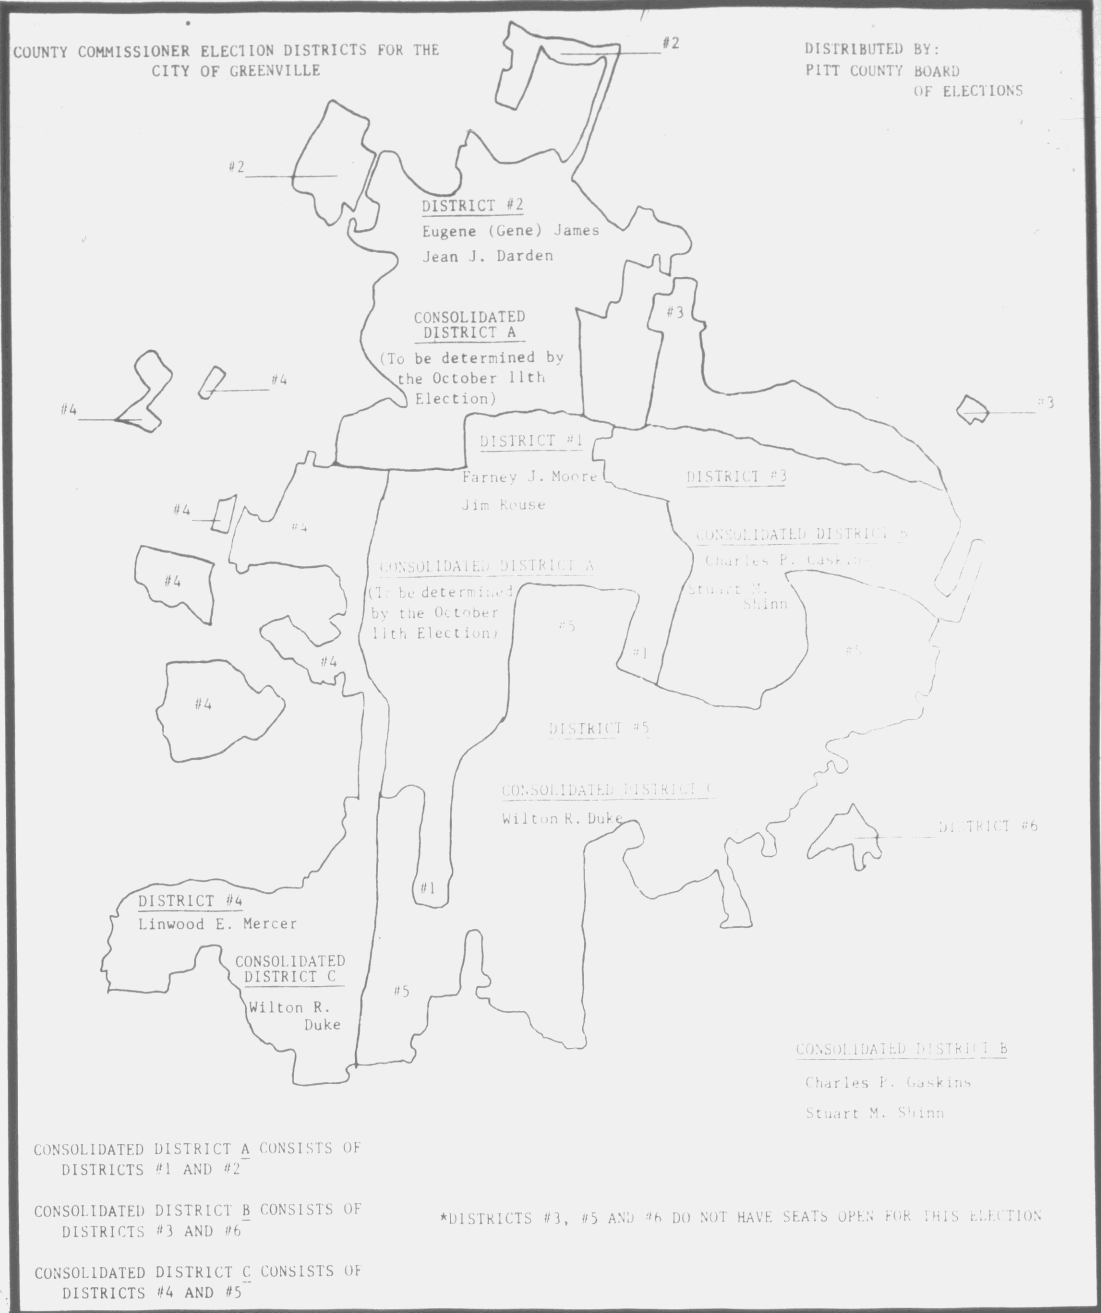 COUNTY COMMISSIONER ELECTION DISTRICTS FOR THE
CITY OF GREENVILLE
DISTRIBUTED BY:
PITT COUNTY BOARD
OF ELECTIONS
#2
#2
DISTRICT #2
Eugene (Gene) James
Jean J. Darden
CONSOLIDATED
DISTRICT A
(To be determined by
the October 11th
Election)
#3
#4
#4
#3
DISTRICT #1
Farney J. Moore
Jim Rouse
DISTRICT #3
#4
#4
CONSOLIDATED DISTRICT B
Charles P. Gaskins
Stuart M.
Shinn
CONSOLIDATED DISTRICT A
(To be determined
by the October
11th Election)
#4
#5
#1
#5
#4
#4
DISTRICT #5
CONSOLIDATED DISTRICT C
Wilton R. Duke
DISTRICT #6
#1
DISTRICT #4
Linwood E. Mercer
CONSOLIDATED
DISTRICT C
Wilton R.
Duke
#5
CONSOLIDATED DISTRICT B
Charles P. Gaskins
Stuart M. Shinn
CONSOLIDATED DISTRICT A CONSISTS OF
DISTRICTS #1 AND #2
CONSOLIDATED DISTRICT B CONSISTS OF
DISTRICTS #3 AND #6
*DISTRICTS #3, #5 AND #6 DO NOT HAVE SEATS OPEN FOR THIS ELECTION
CONSOLIDATED DISTRICT C CONSISTS OF
DISTRICTS #4 AND #5